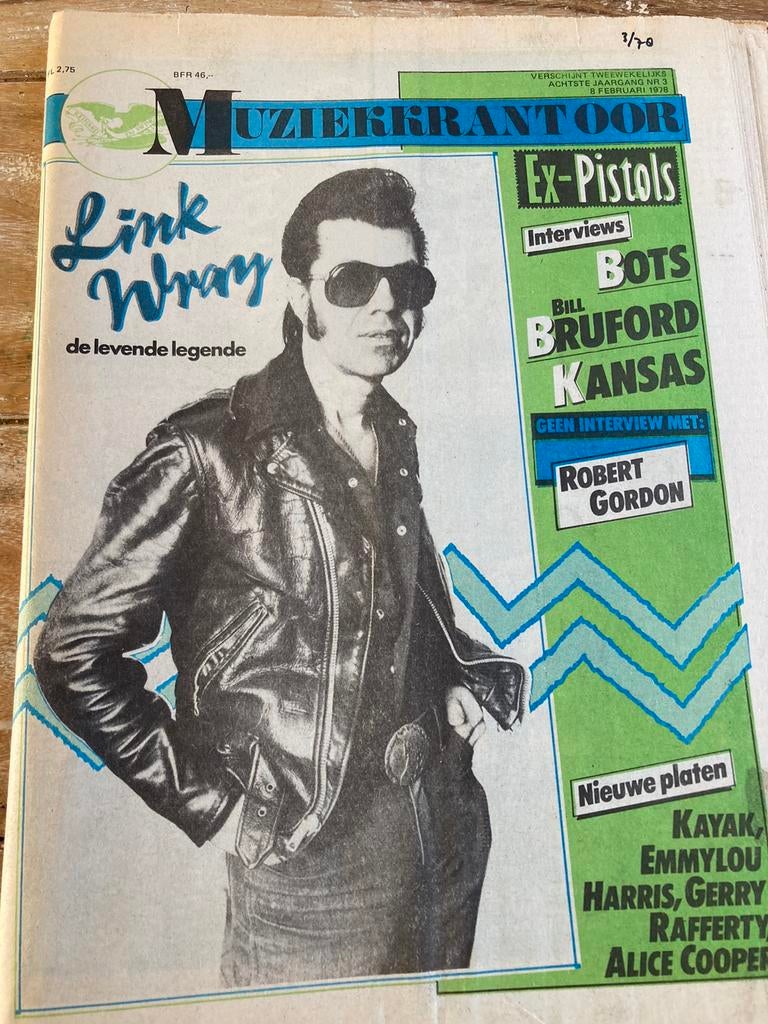 3/78
FL 2,75
BFR 46,-
VERSCHIJNT TWEEWEKELIJKS
ACHTSTE JAARGANG NR 3
8 FEBRUARI 1978
MUZIEKKRANT OOR
Link
Wray
de levende legende
Ex-Pistols
Interviews
BOTS
BILL
BRUFORD
KANSAS
GEEN INTERVIEW MET:
ROBERT
GORDON
Nieuwe platen
KAYAK,
EMMYLOU
HARRIS, GERRY
RAFFERTY,
ALICE COOPER